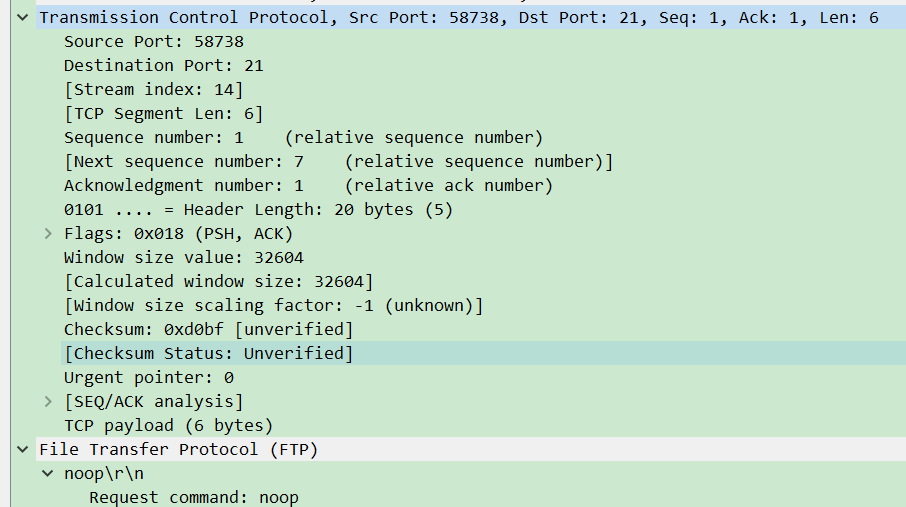 Transmission Control Protocol, Src Port: 58738, Dst Port: 21, Seq: 1, Ack: 1, Len: 6
Source Port: 58738
Destination Port: 21
[Stream index: 14]
[TCP Segment Len: 6]
Sequence number: 1    (relative sequence number)
[Next sequence number: 7    (relative sequence number)]
Acknowledgment number: 1    (relative ack number)
0101 .... = Header Length: 20 bytes (5)
Flags: 0x018 (PSH, ACK)
Window size value: 32604
[Calculated window size: 32604]
[Window size scaling factor: -1 (unknown)]
Checksum: 0xd0bf [unverified]
[Checksum Status: Unverified]
Urgent pointer: 0
[SEQ/ACK analysis]
TCP payload (6 bytes)
File Transfer Protocol (FTP)
noop\r\n
Request command: noop